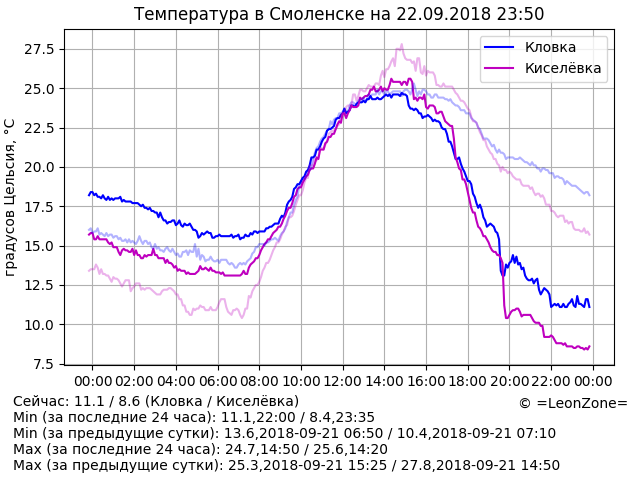 Температура в Смоленске на 22.09.2018 23:50
Кловка
Киселёвка
градусов Цельсия, °C
27.5
25.0
22.5
20.0
17.5
15.0
12.5
10.0
7.5
00:00 02:00 04:00 06:00 08:00 10:00 12:00 14:00 16:00 18:00 20:00 22:00 00:00
Сейчас: 11.1 / 8.6 (Кловка / Киселёвка)
© =LeonZone=
Min (за последние 24 часа): 11.1,22:00 / 8.4,23:35
Min (за предыдущие сутки): 13.6,2018-09-21 06:50 / 10.4,2018-09-21 07:10
Max (за последние 24 часа): 24.7,14:50 / 25.6,14:20
Max (за предыдущие сутки): 25.3,2018-09-21 15:25 / 27.8,2018-09-21 14:50